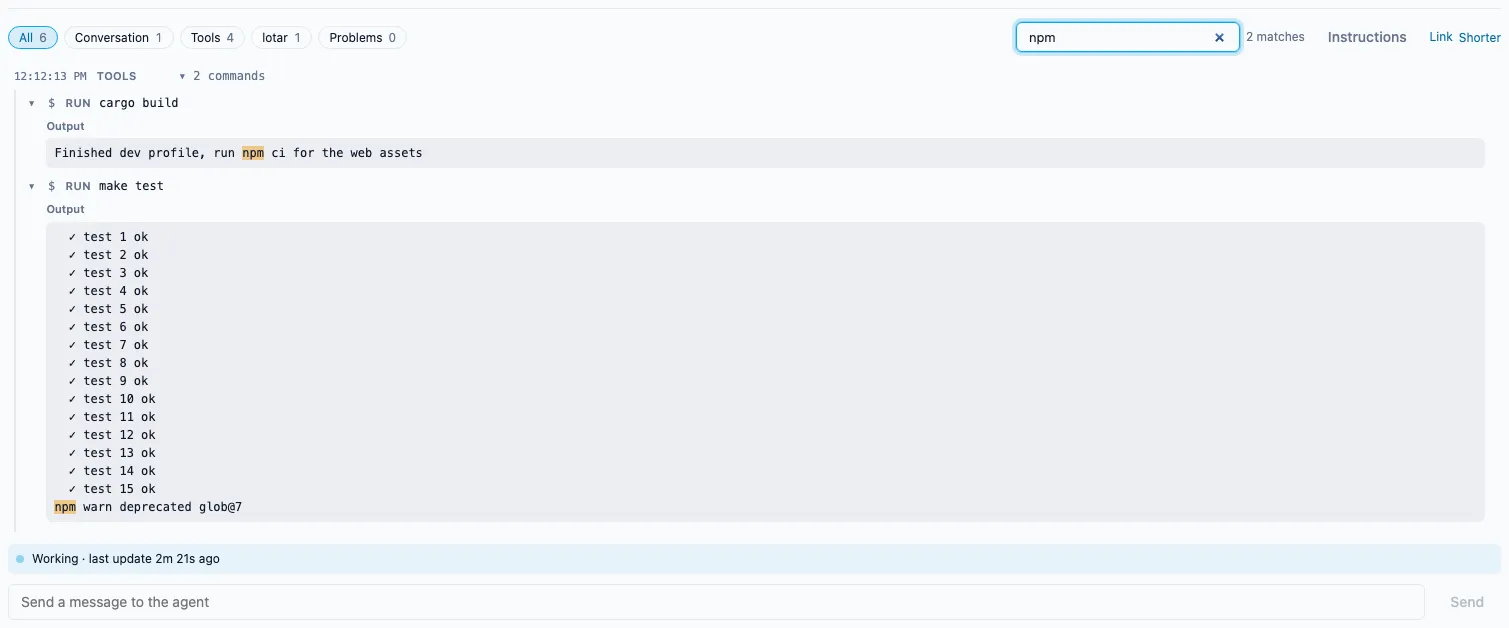 All 6 Conversation 1 Tools 4 lotar 1 Problems 0 npm × 2 matches Instructions Link Shorter
12:12:13 PM TOOLS ▾ 2 commands
▾ $ RUN cargo build
Output
Finished dev profile, run npm ci for the web assets
▾ $ RUN make test
Output
✓ test 1 ok
✓ test 2 ok
✓ test 3 ok
✓ test 4 ok
✓ test 5 ok
✓ test 6 ok
✓ test 7 ok
✓ test 8 ok
✓ test 9 ok
✓ test 10 ok
✓ test 11 ok
✓ test 12 ok
✓ test 13 ok
✓ test 14 ok
✓ test 15 ok
npm warn deprecated glob@7
Working · last update 2m 21s ago
Send a message to the agent Send